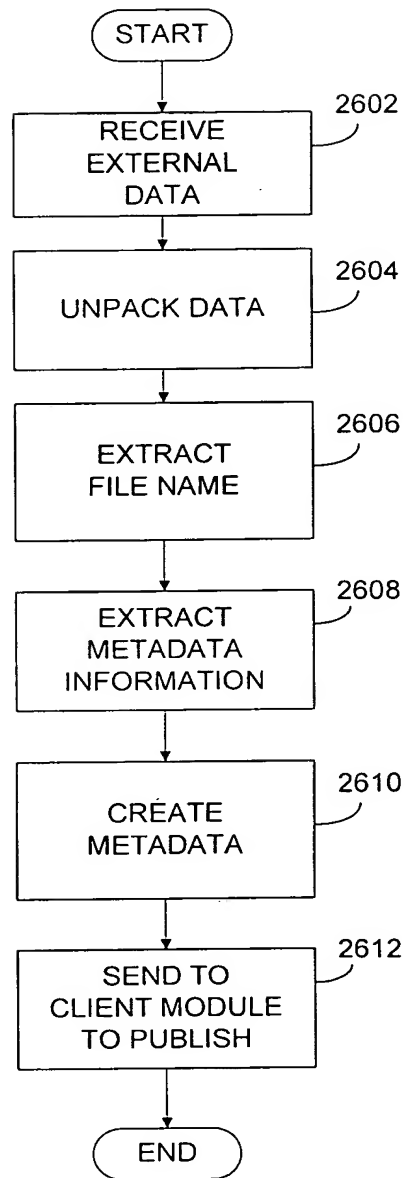 START
2602
RECEIVE
EXTERNAL
DATA
2604
UNPACK DATA
2606
EXTRACT
FILE NAME
2608
EXTRACT
METADATA
INFORMATION
2610
CREATE
METADATA
2612
SEND TO
CLIENT MODULE
TO PUBLISH
END